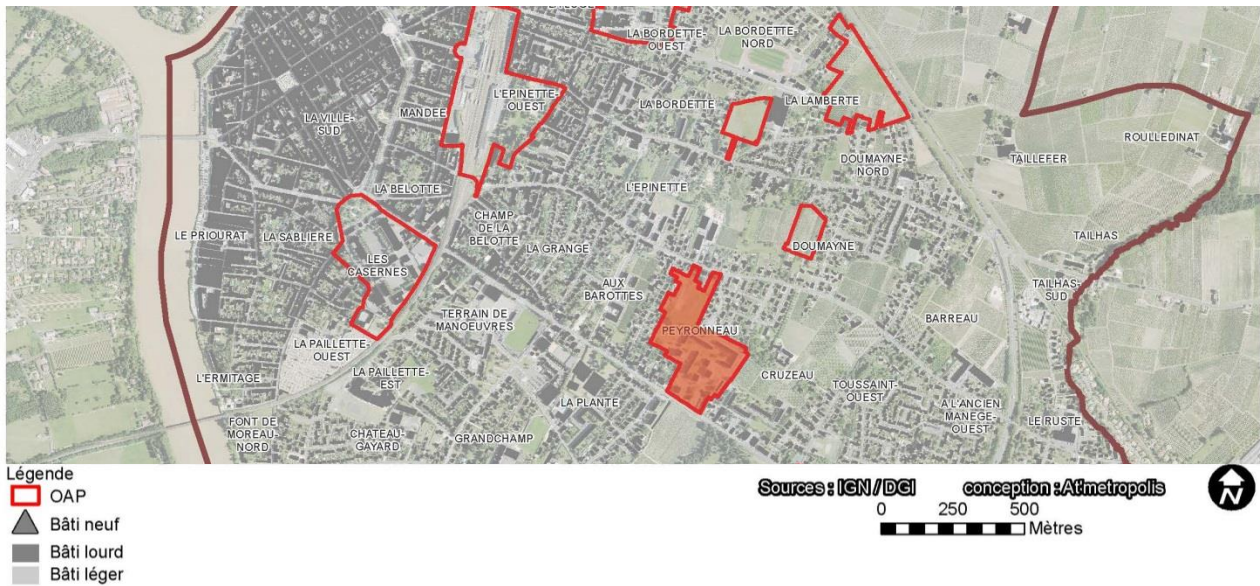 LA BORDETTE-
OUEST
LA BORDETTE
NORD
L'EPINETTE-
OUEST
MANDEE
LA VILLE-
SUD
LA BORDETTE
LA LAMBERTE
ROULLEDINAT
TAILLEFER
DOUMAYNE-
NORD
L'EPINETTE
LA BELOTTE
CHAMP
DE LA
BELOTTE
LE PRIOURAT
LA SABLIERE
LA GRANGE
DOUMAYNE
TAILHAS
LES
CASERNES
AUX
BAROTTES
TAILHAS-
SUD
TERRAIN DE
MANOEUVRES
PEYRONNEAU
BARREAU
LA PAILLETTE-
OUEST
L'ERMITAGE
LA PAILLETTE-
EST
CRUZEAU
TOUSSAINT-
OUEST
LA PLANTE
A L'ANCIEN
MANEGE-
OUEST
LE RUSTE
FONT DE
MOREAU-
NORD
CHATEAU-
GAYARD
GRANDCHAMP
Légende
OAP
Bâti neuf
Bâti lourd
Bâti léger
Sources : IGN / DGI conception : At'metropolis
0 250 500
Mètres
N